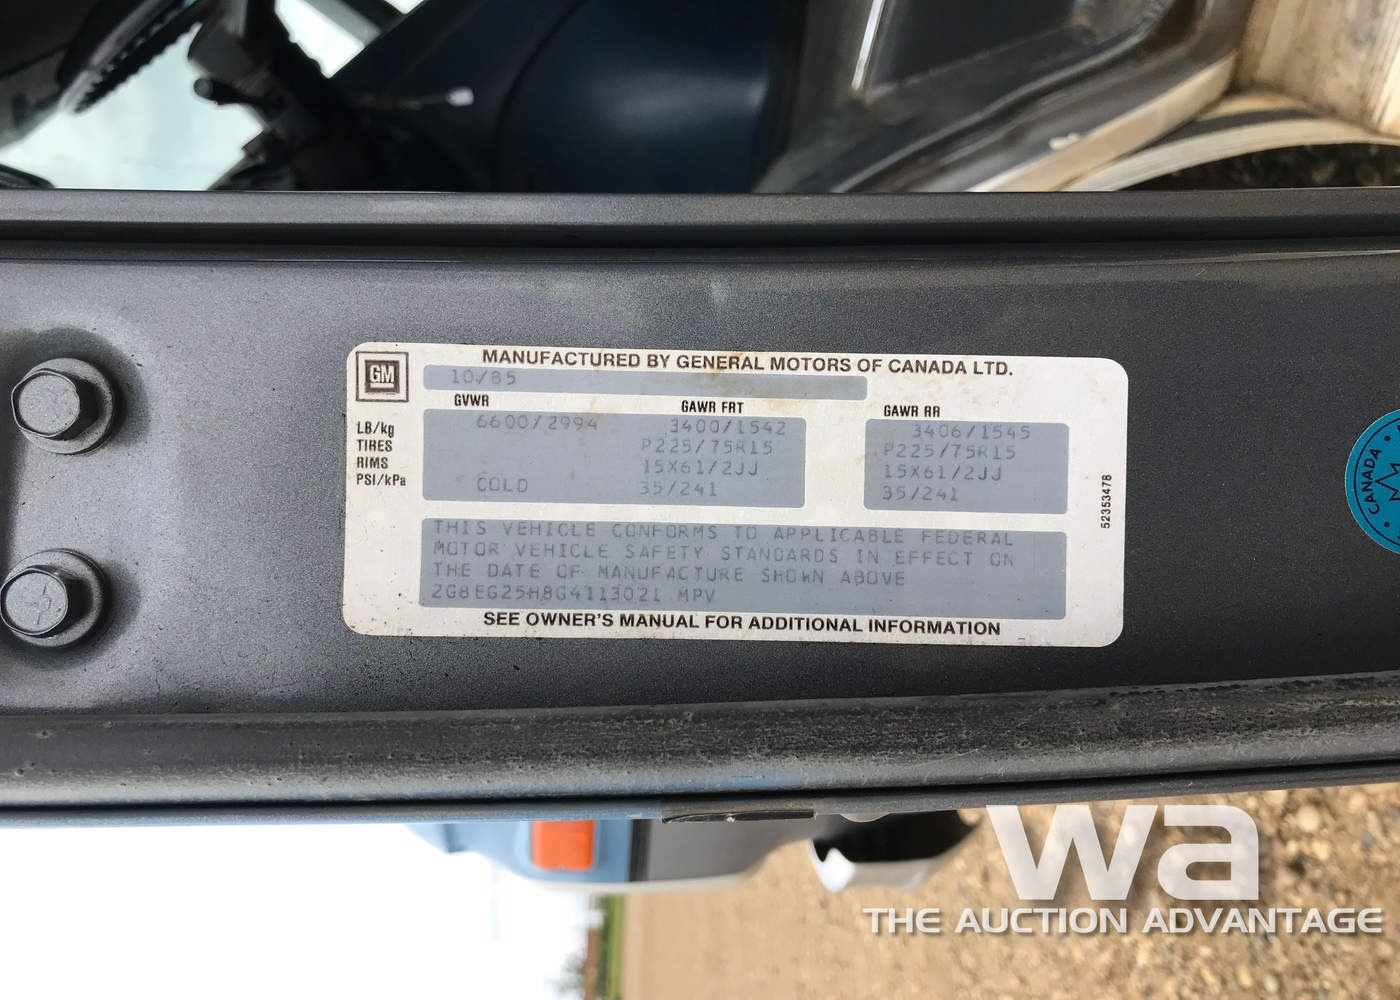 GM
MANUFACTURED BY GENERAL MOTORS OF CANADA LTD.
10/85
GVWR GAWR FRT GAWR RR
LB/kg 6600/2994 3400/1542 3406/1545
TIRES P225/75R15 P225/75R15
RIMS 15X61/2JJ 15X61/2JJ
PSI/kPa COLD 35/241 35/241
THIS VEHICLE CONFORMS TO APPLICABLE FEDERAL
MOTOR VEHICLE SAFETY STANDARDS IN EFFECT ON
THE DATE OF MANUFACTURE SHOWN ABOVE
2G8EG25H8G4113021 MPV
SEE OWNER'S MANUAL FOR ADDITIONAL INFORMATION
52353478
CANADA
wa
THE AUCTION ADVANTAGE